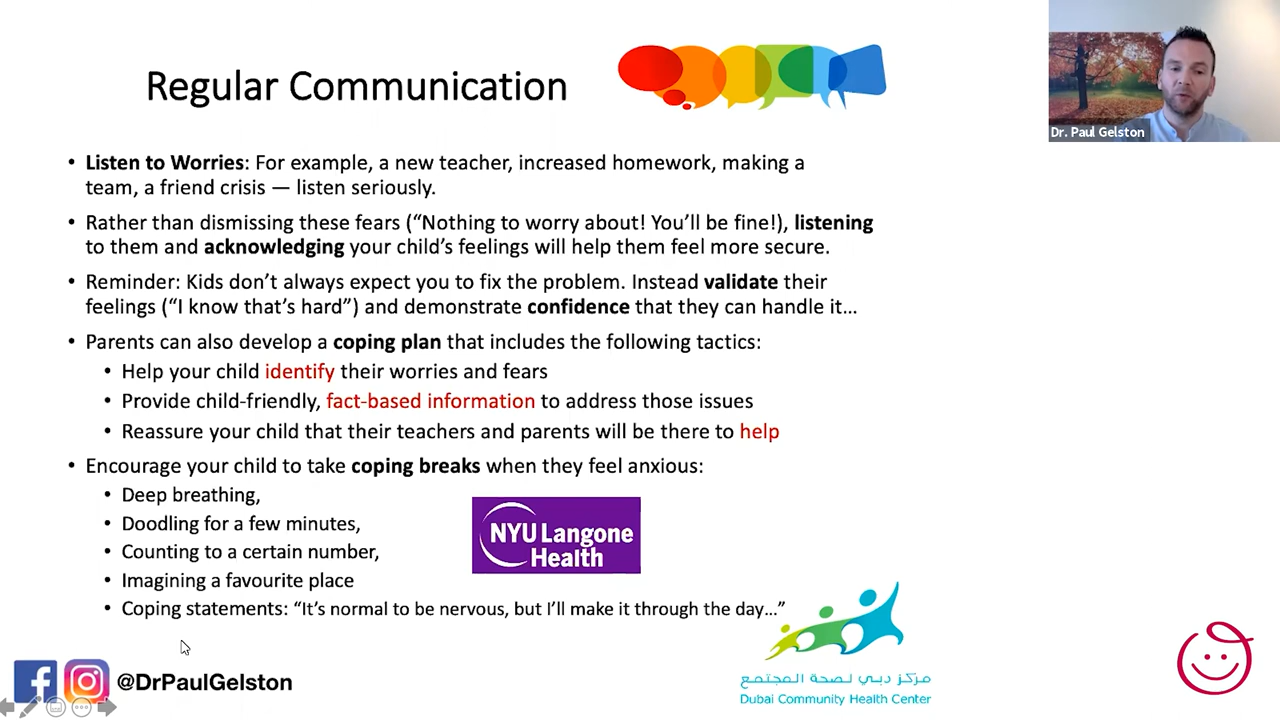 Regular Communication
Dr. Paul Gelston
• Listen to Worries: For example, a new teacher, increased homework, making a
team, a friend crisis — listen seriously.
• Rather than dismissing these fears (“Nothing to worry about! You’ll be fine!), listening
to them and acknowledging your child’s feelings will help them feel more secure.
• Reminder: Kids don’t always expect you to fix the problem. Instead validate their
feelings (“I know that’s hard”) and demonstrate confidence that they can handle it...
• Parents can also develop a coping plan that includes the following tactics:
• Help your child identify their worries and fears
• Provide child-friendly, fact-based information to address those issues
• Reassure your child that their teachers and parents will be there to help
• Encourage your child to take coping breaks when they feel anxious:
• Deep breathing,
• Doodling for a few minutes,
• Counting to a certain number,
• Imagining a favourite place
• Coping statements: “It’s normal to be nervous, but I’ll make it through the day...”
NYU Langone
Health
@DrPaulGelston
مركز دبي لصحة المجتمع
Dubai Community Health Center